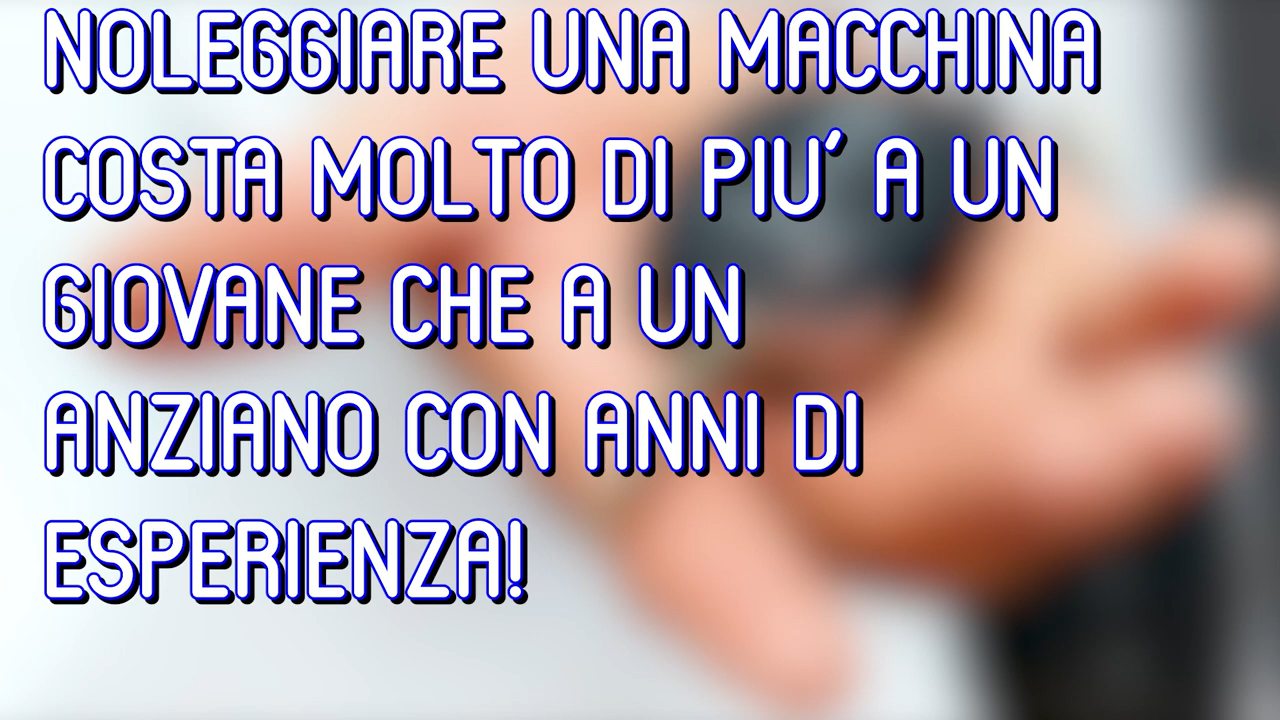 NOLEGGIARE UNA MACCHINA
COSTA MOLTO DI PIU' A UN
GIOVANE CHE A UN
ANZIANO CON ANNI DI
ESPERIENZA!